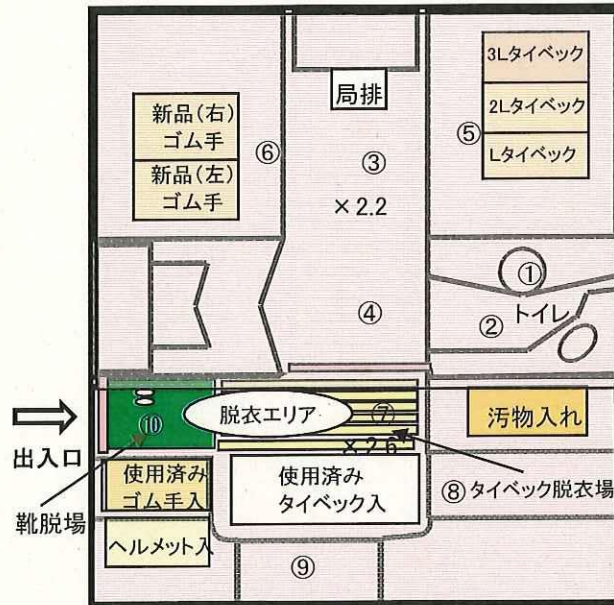 局排
3Lタイベック
2Lタイベック
Lタイベック
⑤
新品(右)
ゴム手
新品(左)
ゴム手
⑥
③
×2.2
④
①
トイレ
②
出入口
⑩
脱衣エリア
⑦
×2.6
汚物入れ
靴脱場
使用済み
ゴム手入
使用済み
タイベック入
⑧タイベック脱衣場
ヘルメット入
⑨